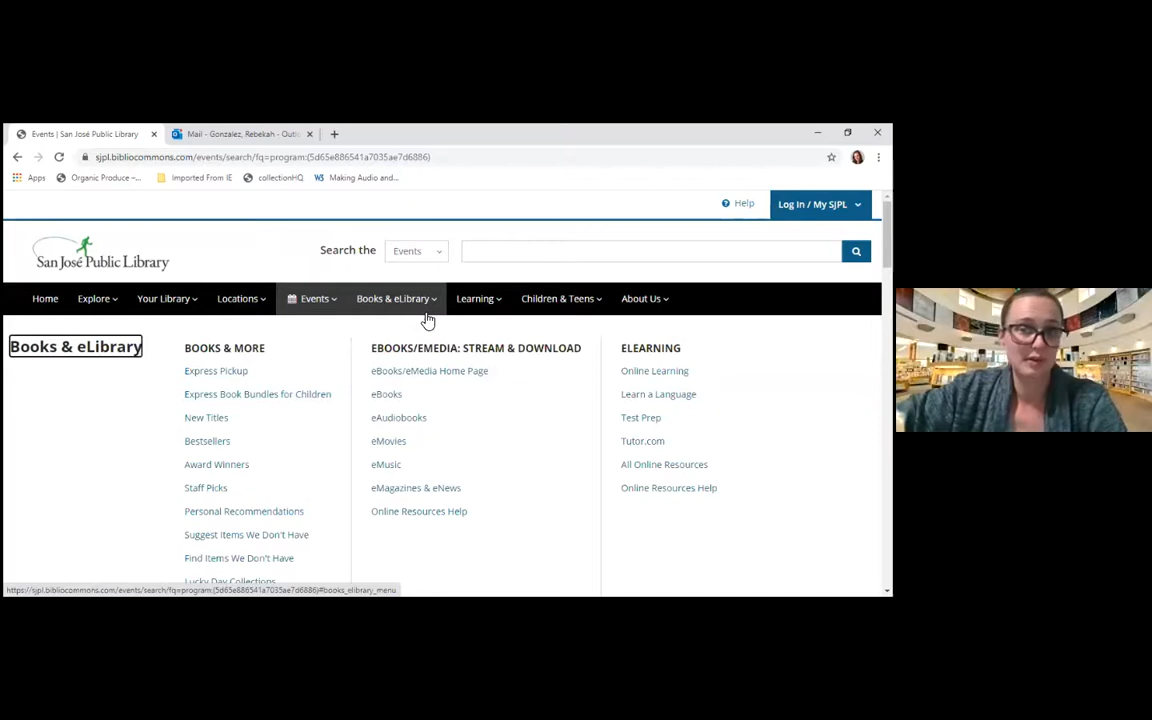 Events | San José Public Library
Mail - Gonzalez, Rebekah - Outlo
sjpl.bibliocommons.com/events/search/fq=program:(5d65e886541a7035ae7d6886)
Apps
Organic Produce –...
Imported From IE
collectionHQ
Making Audio and...
Help
Log In / My SJPL
San José Public Library
Search the
Events
Home
Explore
Your Library
Locations
Events
Books & eLibrary
Learning
Children & Teens
About Us
Books & eLibrary
BOOKS & MORE
Express Pickup
Express Book Bundles for Children
New Titles
Bestsellers
Award Winners
Staff Picks
Personal Recommendations
Suggest Items We Don't Have
Find Items We Don't Have
Lucky Day Collections
EBOOKS/EMEDIA: STREAM & DOWNLOAD
eBooks/eMedia Home Page
eBooks
eAudiobooks
eMovies
eMusic
eMagazines & eNews
Online Resources Help
ELEARNING
Online Learning
Learn a Language
Test Prep
Tutor.com
All Online Resources
Online Resources Help
https://sjpl.bibliocommons.com/events/search/fq=program:(5d65e886541a7035ae7d6886)#books_elibrary_menu